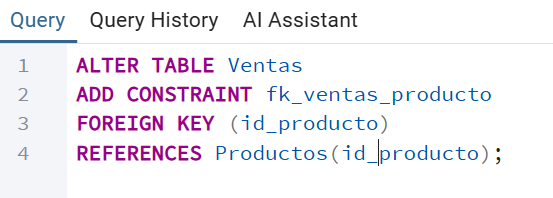 Query Query History AI Assistant
1 ALTER TABLE Ventas
2 ADD CONSTRAINT fk_ventas_producto
3 FOREIGN KEY (id_producto)
4 REFERENCES Productos(id_producto);